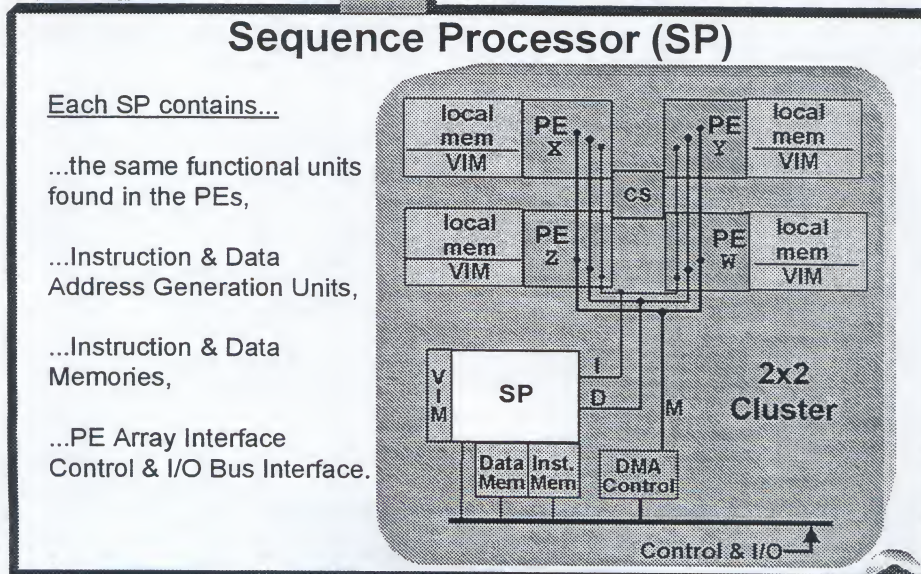 Sequence Processor (SP)
Each SP contains...
...the same functional units
found in the PEs,
...Instruction & Data
Address Generation Units,
...Instruction & Data
Memories,
...PE Array Interface
Control & I/O Bus Interface.
local
mem
VIM
PE
X
PE
Y
local
mem
VIM
CS
local
mem
VIM
PE
Z
PE
W
local
mem
VIM
VIM
SP
I
D
M
2x2
Cluster
Data
Mem
Inst.
Mem
DMA
Control
Control & I/O